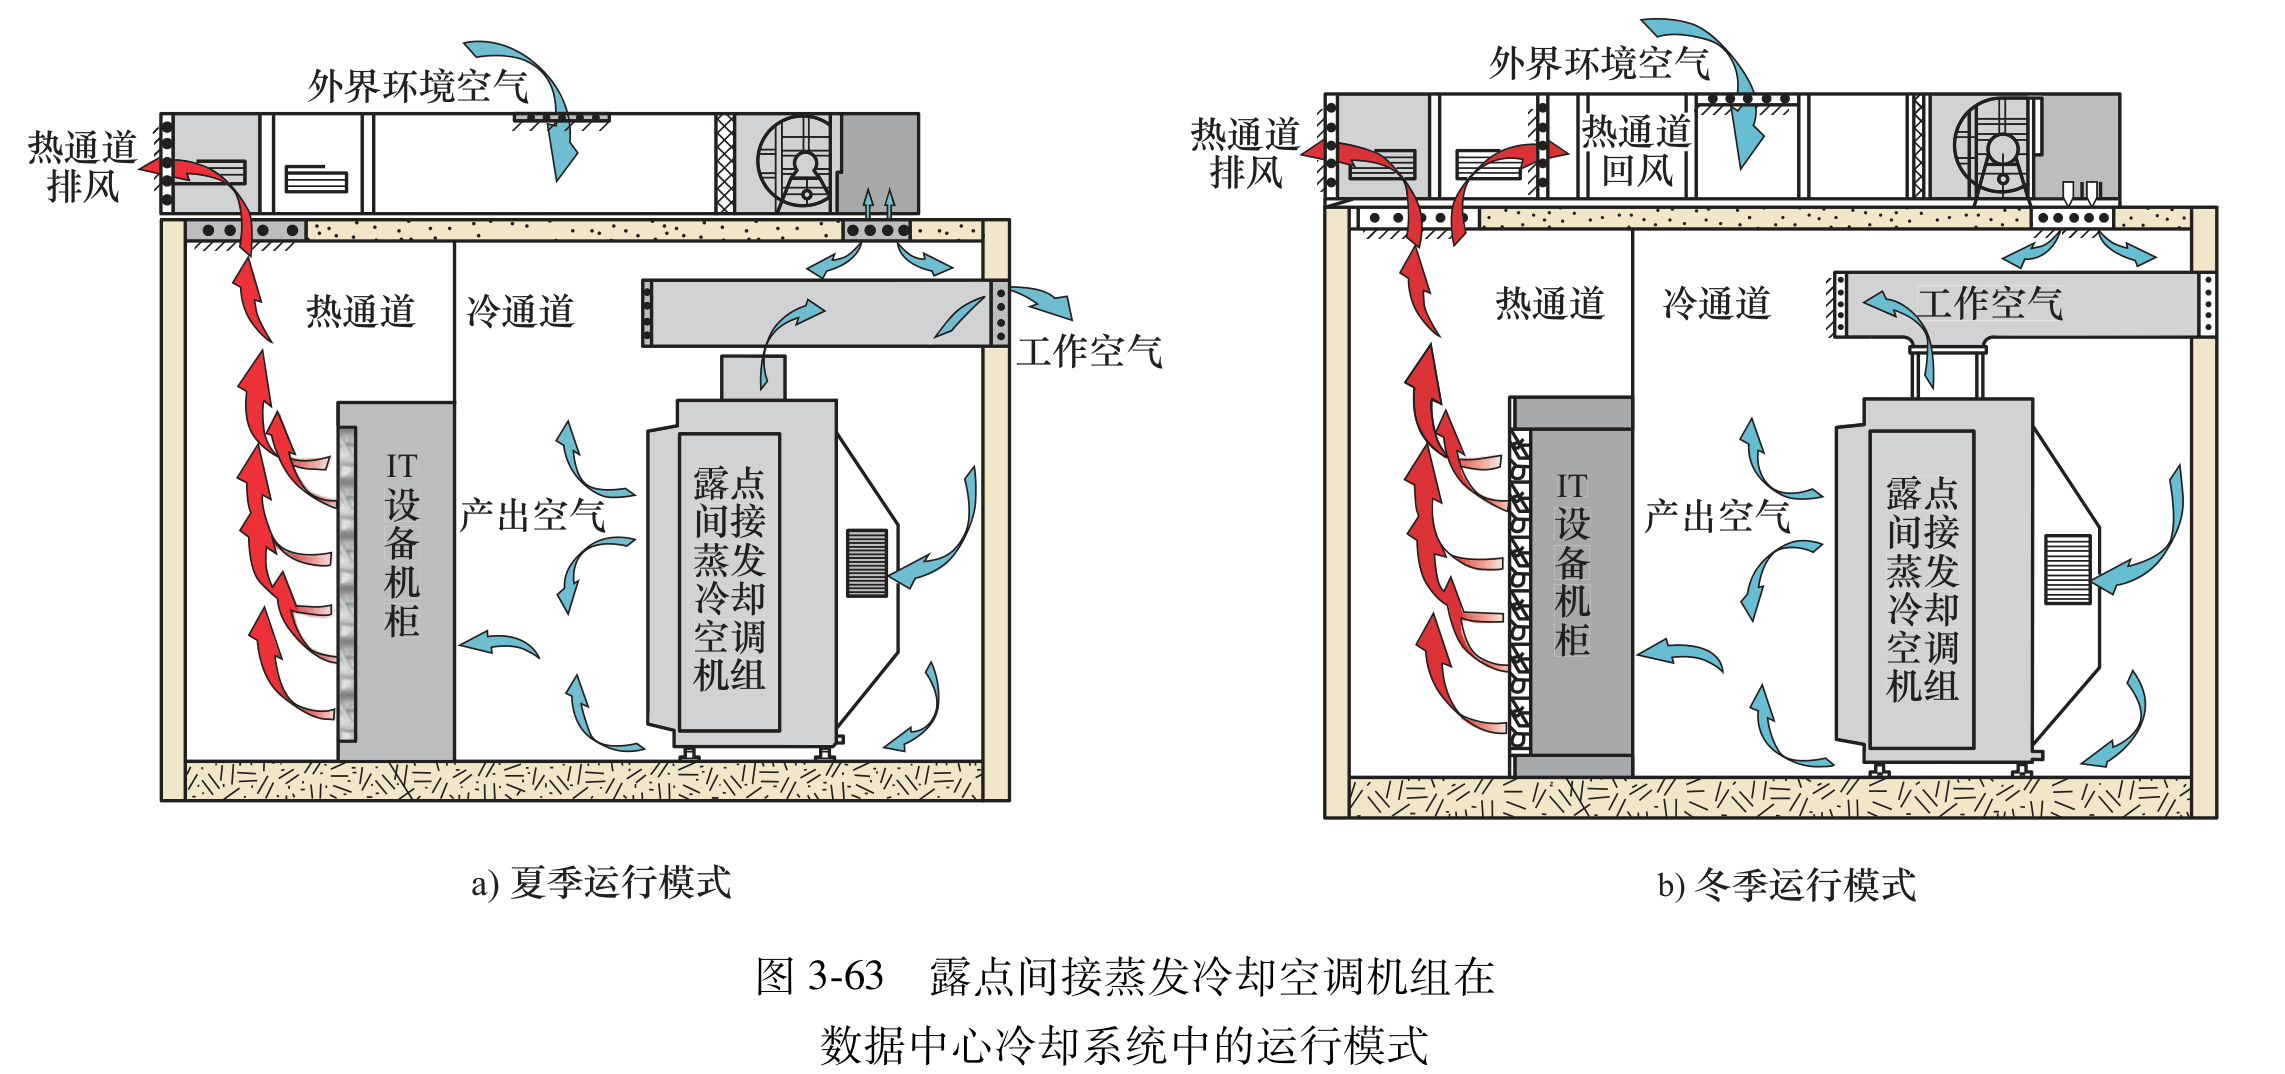 外界环境空气
热通道
排风
热通道
冷通道
工作空气
IT
设
备
机
柜
产出空气
露点
间接
蒸发
冷却
空调
机组
a) 夏季运行模式
外界环境空气
热通道
排风
热通道
回风
热通道
冷通道
工作空气
IT
设
备
机
柜
产出空气
露点
间接
蒸发
冷却
空调
机组
b) 冬季运行模式
图 3-63 露点间接蒸发冷却空调机组在
数据中心冷却系统中的运行模式